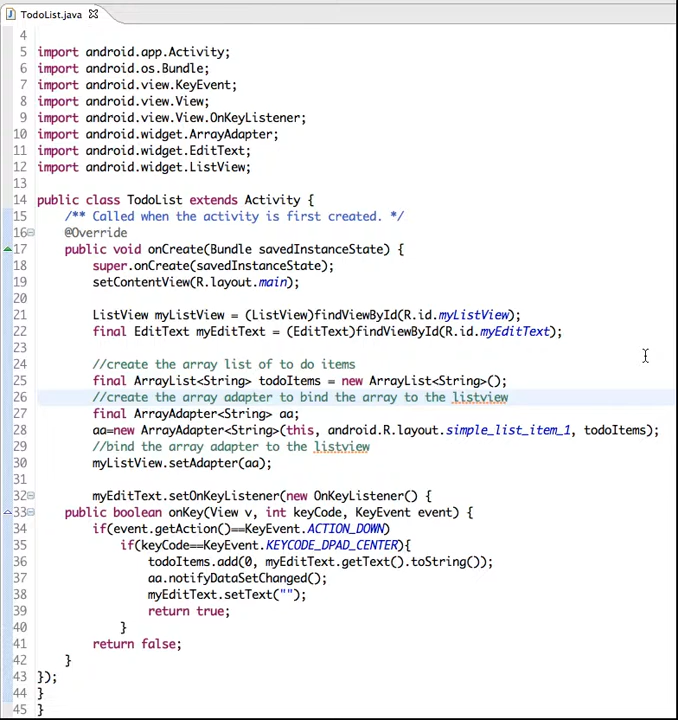 TodoList.java
4
5 import android.app.Activity;
6 import android.os.Bundle;
7 import android.view.KeyEvent;
8 import android.view.View;
9 import android.view.View.OnKeyListener;
10 import android.widget.ArrayAdapter;
11 import android.widget.EditText;
12 import android.widget.ListView;
13
14 public class TodoList extends Activity {
15     /** Called when the activity is first created. */
16     @Override
17     public void onCreate(Bundle savedInstanceState) {
18         super.onCreate(savedInstanceState);
19         setContentView(R.layout.main);
20
21         ListView myListView = (ListView)findViewById(R.id.myListView);
22         final EditText myEditText = (EditText)findViewById(R.id.myEditText);
23
24         //create the array list of to do items
25         final ArrayList<String> todoItems = new ArrayList<String>();
26         //create the array adapter to bind the array to the listview
27         final ArrayAdapter<String> aa;
28         aa=new ArrayAdapter<String>(this, android.R.layout.simple_list_item_1, todoItems);
29         //bind the array adapter to the listview
30         myListView.setAdapter(aa);
31
32         myEditText.setOnKeyListener(new OnKeyListener() {
33     public boolean onKey(View v, int keyCode, KeyEvent event) {
34         if(event.getAction()==KeyEvent.ACTION_DOWN)
35             if(keyCode==KeyEvent.KEYCODE_DPAD_CENTER){
36                 todoItems.add(0, myEditText.getText().toString());
37                 aa.notifyDataSetChanged();
38                 myEditText.setText("");
39                 return true;
40             }
41         return false;
42     }
43 });
44 }
45 }